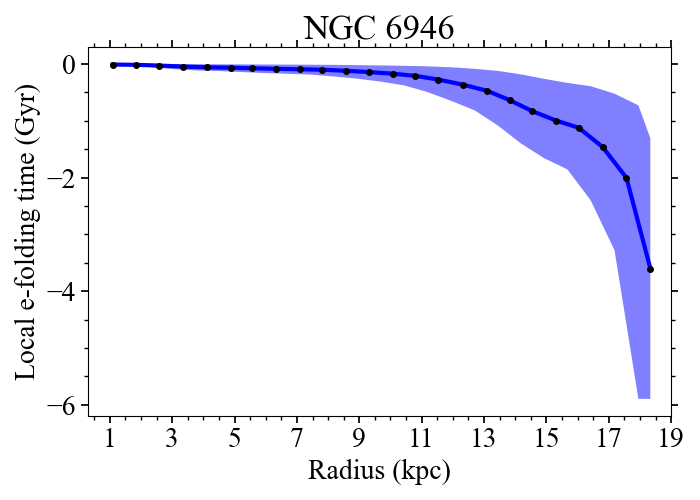 NGC 6946
Local e-folding time (Gyr)
0
−2
−4
−6
1 3 5 7 9 11 13 15 17 19
Radius (kpc)